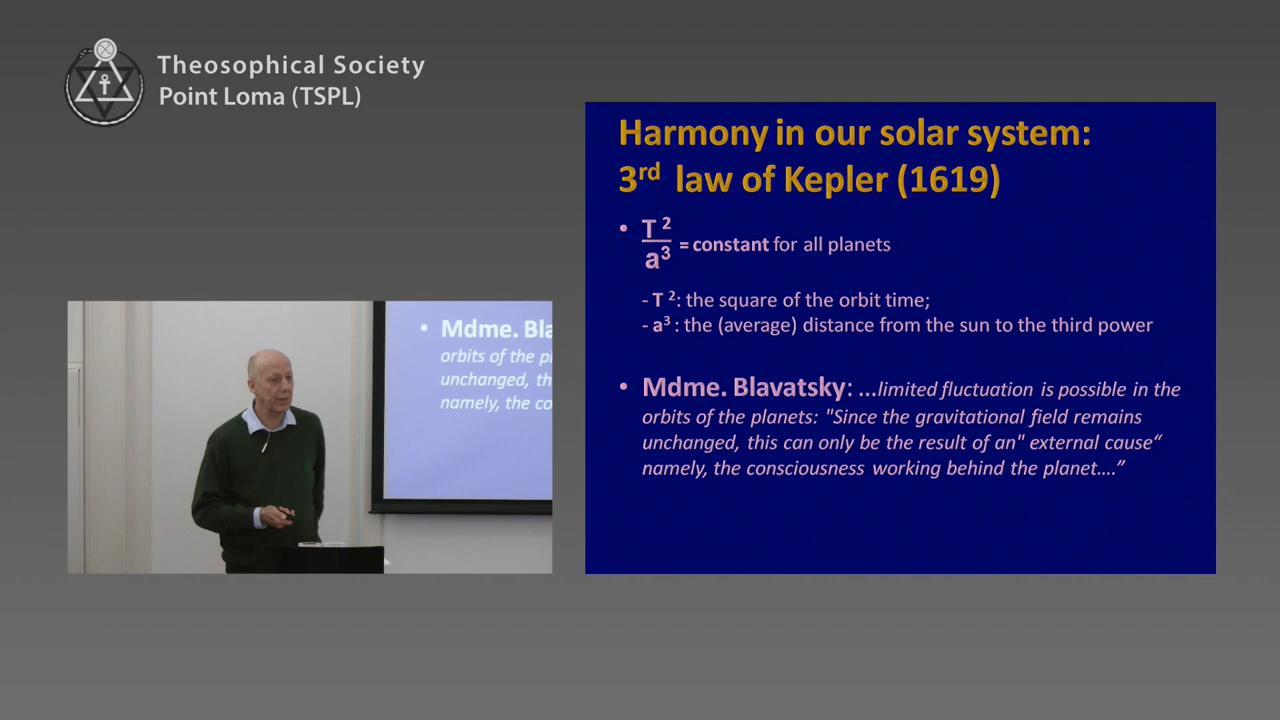 Theosophical Society
Point Loma (TSPL)
Harmony in our solar system:
3rd law of Kepler (1619)
• T² / a³ = constant for all planets
- T ²: the square of the orbit time;
- a³ : the (average) distance from the sun to the third power
• Mdme. Blavatsky: ...limited fluctuation is possible in the
orbits of the planets: "Since the gravitational field remains
unchanged, this can only be the result of an" external cause“
namely, the consciousness working behind the planet....”
• Mdme. Bla
orbits of the pl
unchanged, th
namely, the co